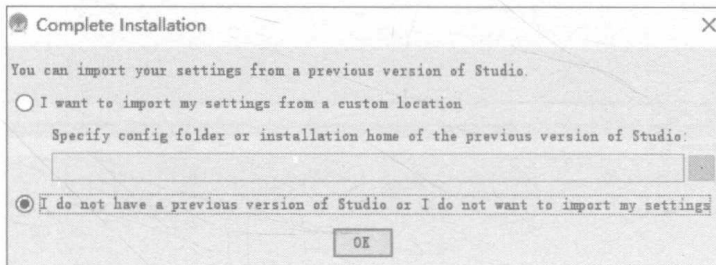 Complete Installation
You can import your settings from a previous version of Studio.
I want to import my settings from a custom location
Specify config folder or installation home of the previous version of Studio:
I do not have a previous version of Studio or I do not want to import my settings
OK